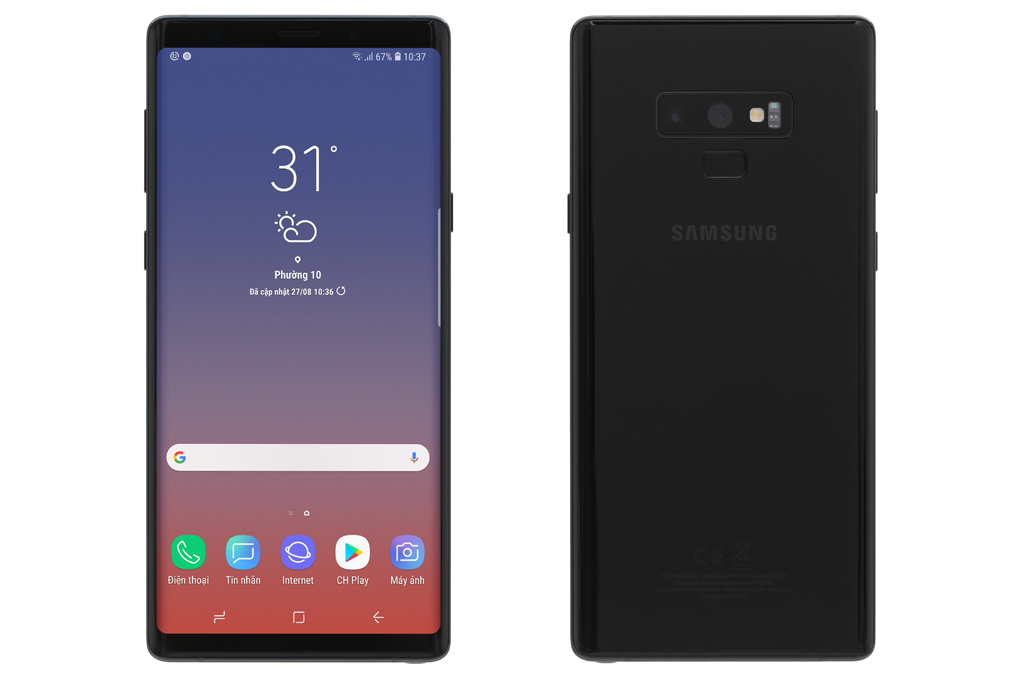 67% 10:37
31°
Phường 10
Đã cập nhật 27/08 10:36
G
Điện thoại Tin nhắn Internet CH Play Máy ảnh
SAMSUNG
CE